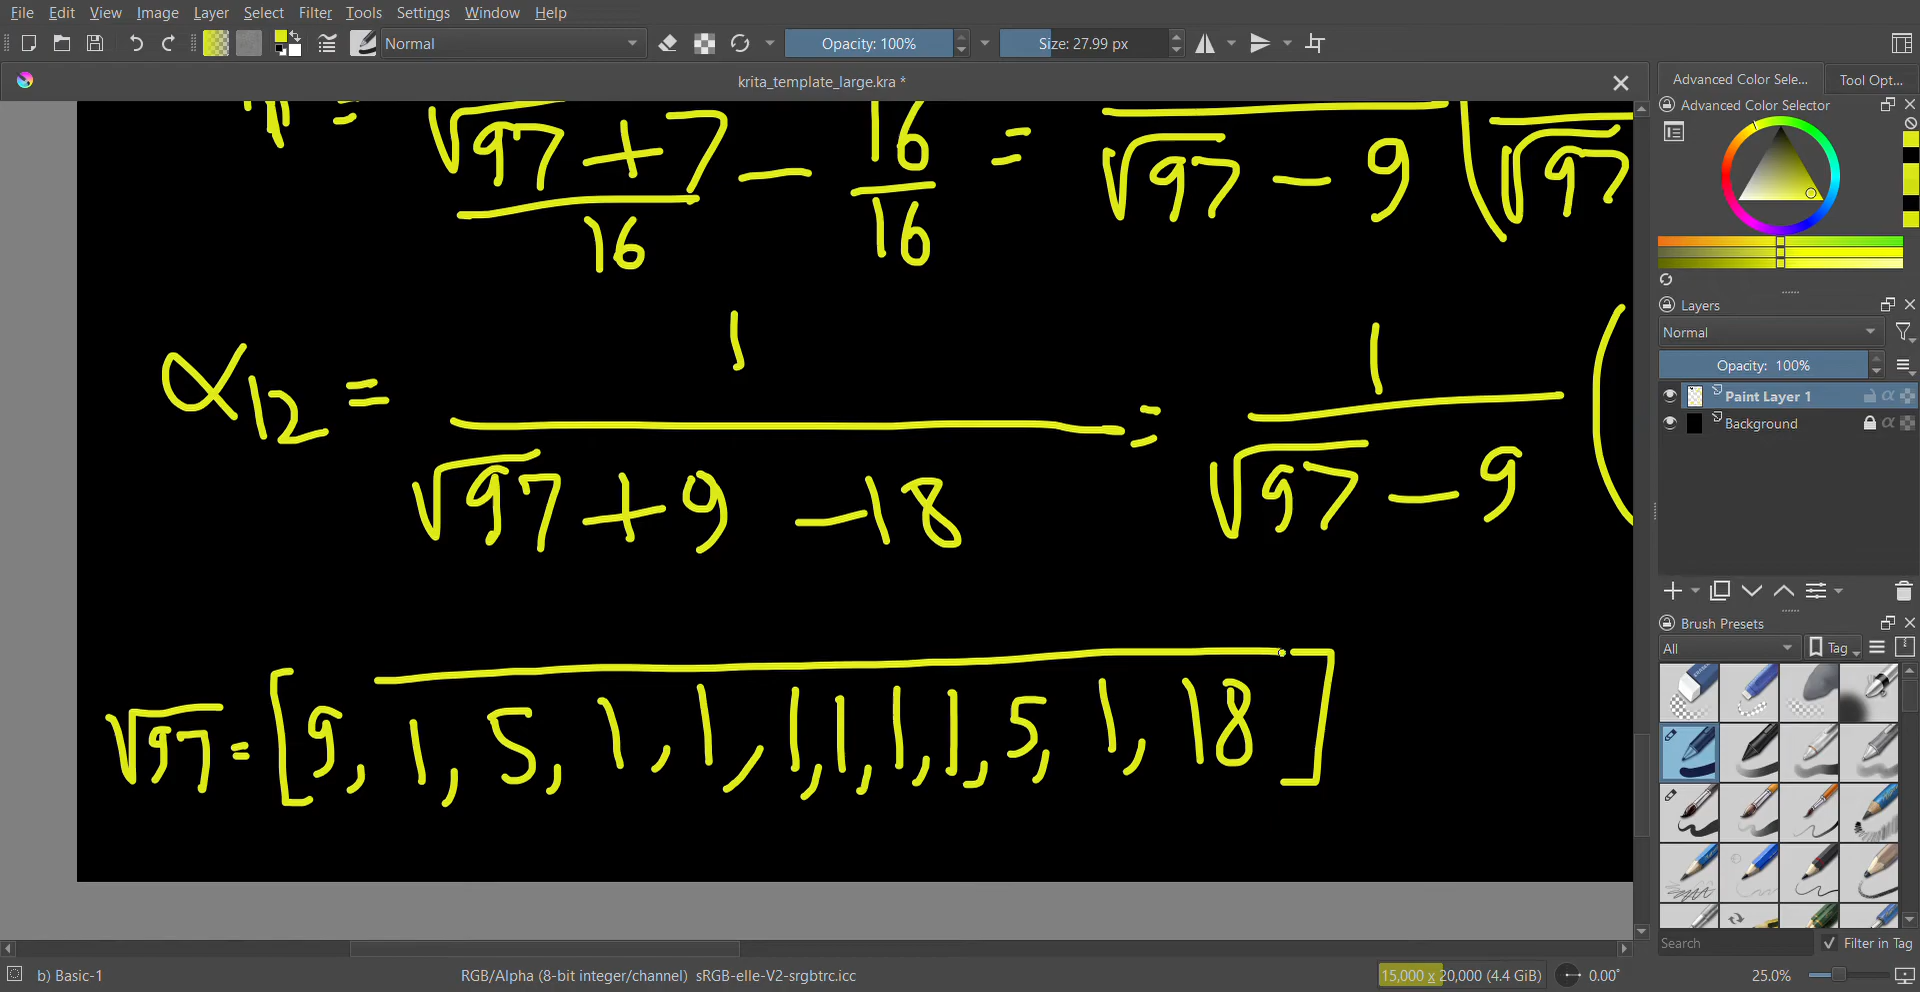 File Edit View Image Layer Select Filter Tools Settings Window Help
Normal Opacity: 100% Size: 27.99 px
krita_template_large.kra *
Advanced Color Sele... Tool Opt...
Advanced Color Selector
√97 + 7 / 16 - 16 / 16 = √97 - 9 ( √97
α12 = 1 / √97 + 9 - 18 = 1 / √97 - 9 (
√97 = [9, 1, 5, 1, 1, 1, 1, 1, 1, 5, 1, 18]
Layers
Normal
Opacity: 100%
Paint Layer 1
Background
Brush Presets
All Tag
Search Filter in Tag
b) Basic-1 RGB/Alpha (8-bit integer/channel) sRGB-elle-V2-srgbtrc.icc 15,000 x 20,000 (4.4 GiB) 0.00° 25.0%